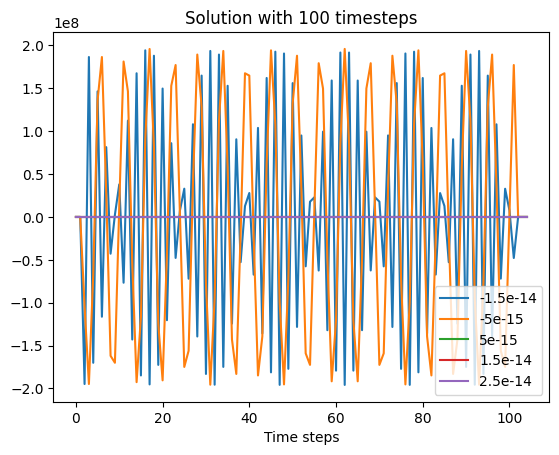 Solution with 100 timesteps
1e8
2.0
1.5
1.0
0.5
0.0
−0.5
−1.0
−1.5
−2.0
-1.5e-14
-5e-15
5e-15
1.5e-14
2.5e-14
0 20 40 60 80 100
Time steps